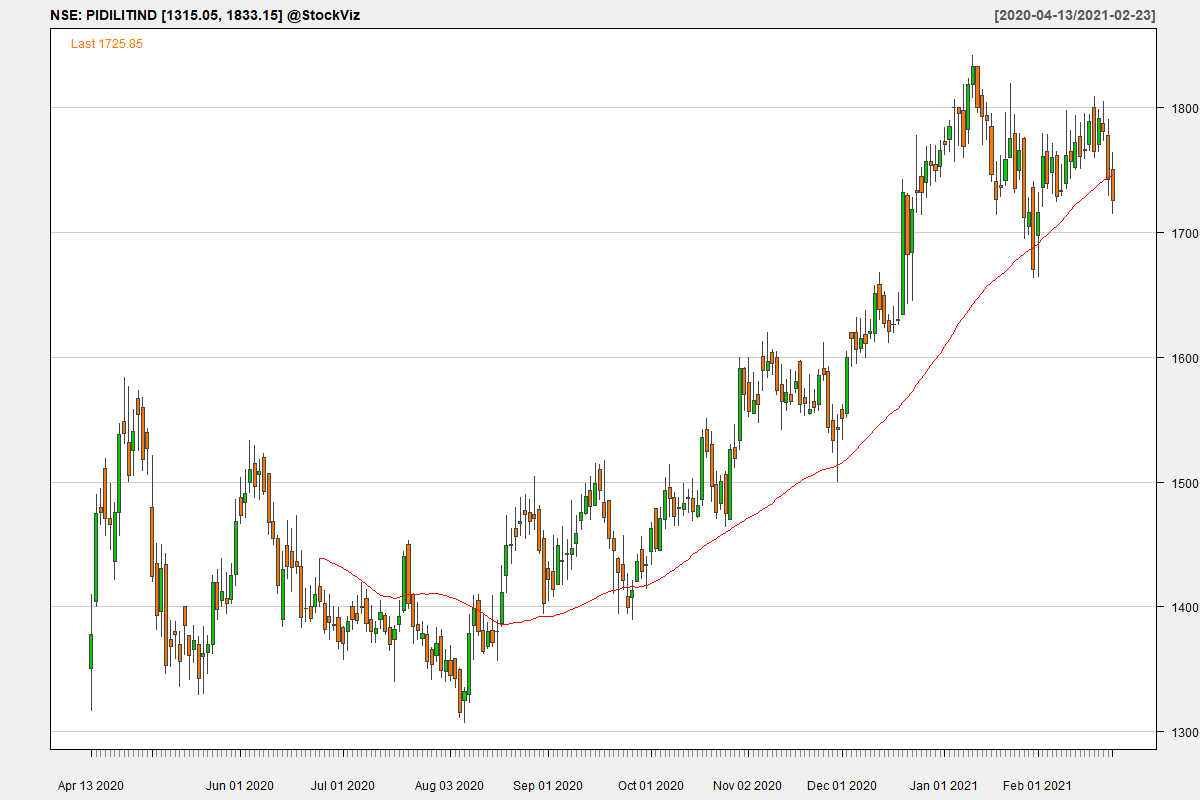 NSE: PIDILITIND [1315.05, 1833.15] @StockViz [2020-04-13/2021-02-23]
Last 1725.85
1800
1700
1600
1500
1400
1300
Apr 13 2020 Jun 01 2020 Jul 01 2020 Aug 03 2020 Sep 01 2020 Oct 01 2020 Nov 02 2020 Dec 01 2020 Jan 01 2021 Feb 01 2021